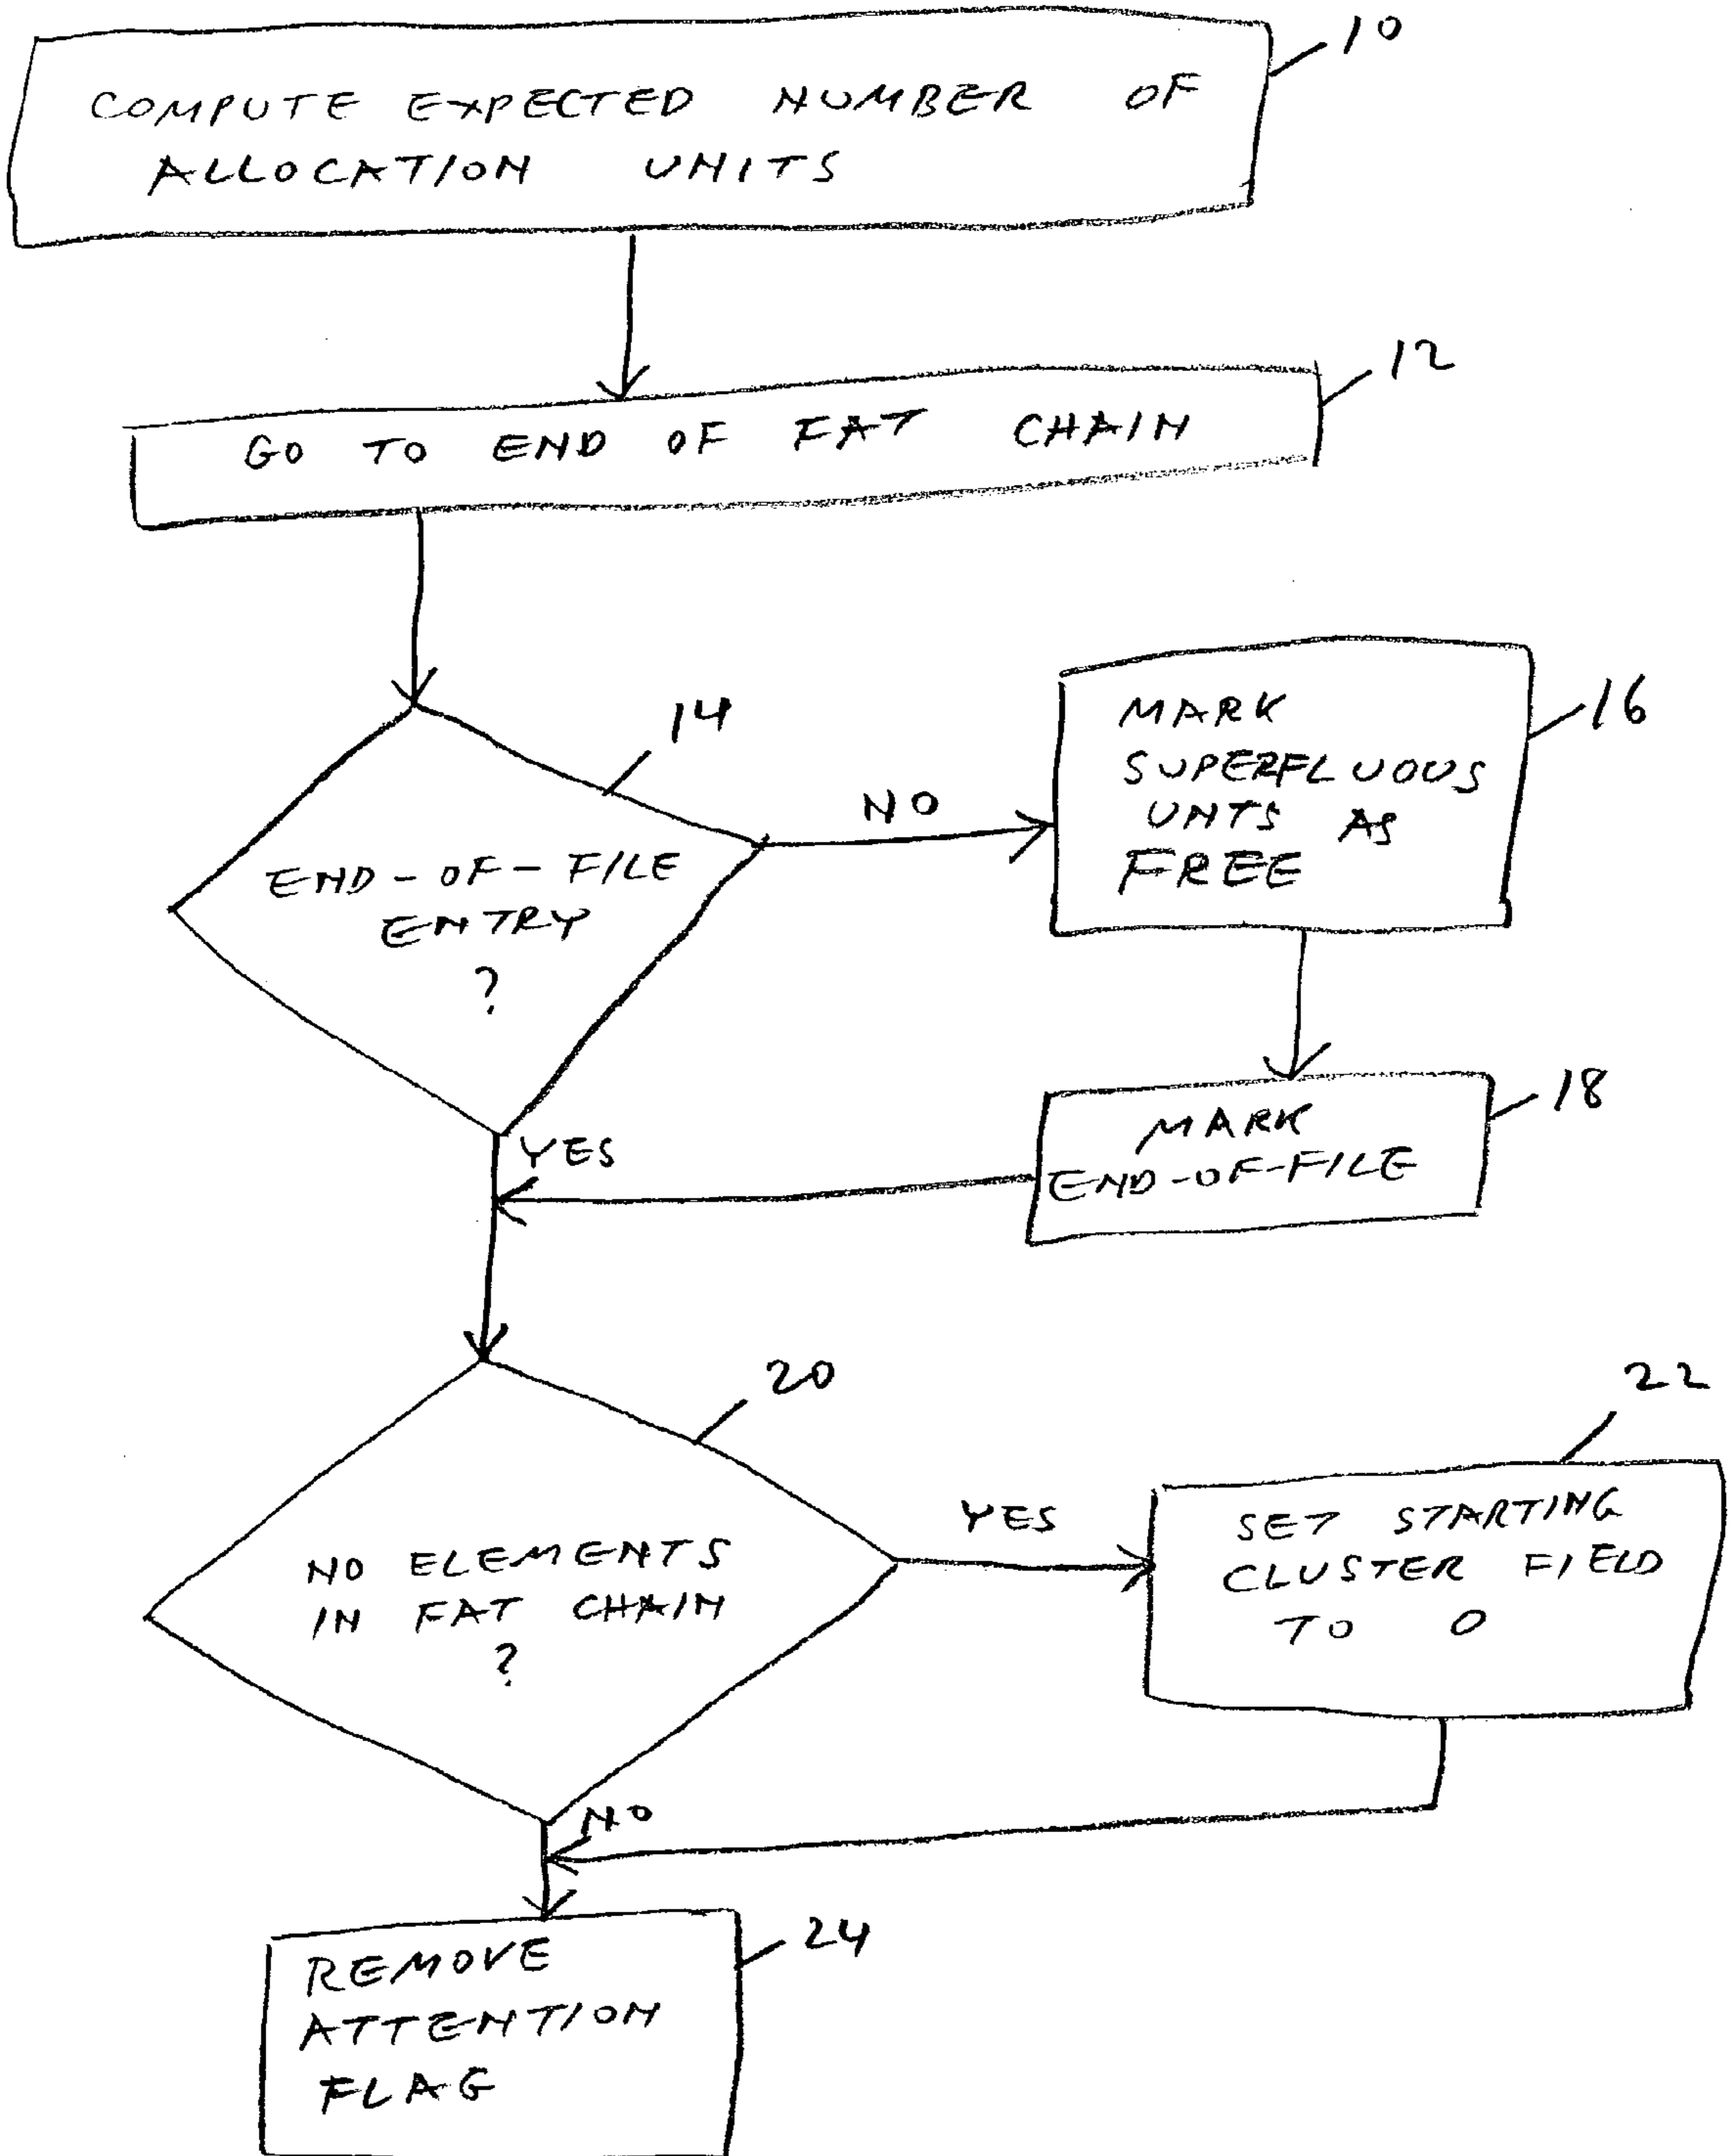 10
COMPUTE EXPECTED NUMBER OF
ALLOCATION UNITS
12
GO TO END OF FAT CHAIN
14
END-OF-FILE
ENTRY
?
NO
16
MARK
SUPERFLUOUS
UNTS AS
FREE
YES
18
MARK
END-OF-FILE
20
NO ELEMENTS
IN FAT CHAIN
?
YES
22
SET STARTING
CLUSTER FIELD
TO 0
NO
24
REMOVE
ATTENTION
FLAG